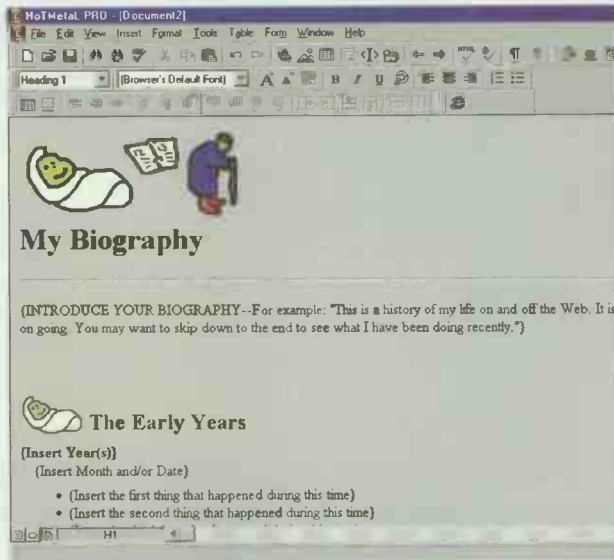 HoTMetaL PRO - [Document2]
File Edit View Insert Format Tools Table Form Window Help
Heading 1 (Browser's Default Font) A A B I U
My Biography
{INTRODUCE YOUR BIOGRAPHY--For example: "This is a history of my life on and off the Web. It is
on going. You may want to skip down to the end to see what I have been doing recently."}
The Early Years
{Insert Year(s)}
{Insert Month and/or Date}
• {Insert the first thing that happened during this time}
• {Insert the second thing that happened during this time}
H1